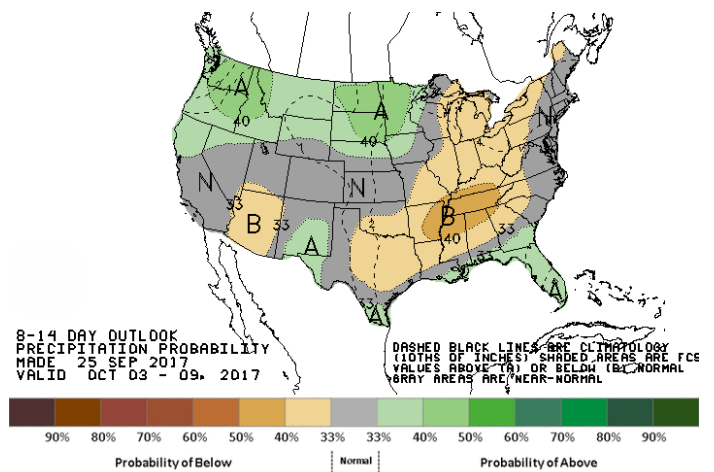 A
40
A
40
N
N
N
33
B
33
A
2
B
40
33
33
33
A
A
8-14 DAY OUTLOOK
PRECIPITATION PROBABILITY
MADE 25 SEP 2017
VALID OCT 03 - 09, 2017
DASHED BLACK LINES ARE CLIMATOLOGY
(10THS OF INCHES) SHADED AREAS ARE FCS
VALUES ABOVE (A) OR BELOW (B) NORMAL
GRAY AREAS ARE NEAR-NORMAL
90% 80% 70% 60% 50% 40% 33% 33% 40% 50% 60% 70% 80% 90%
Probability of Below Normal Probability of Above